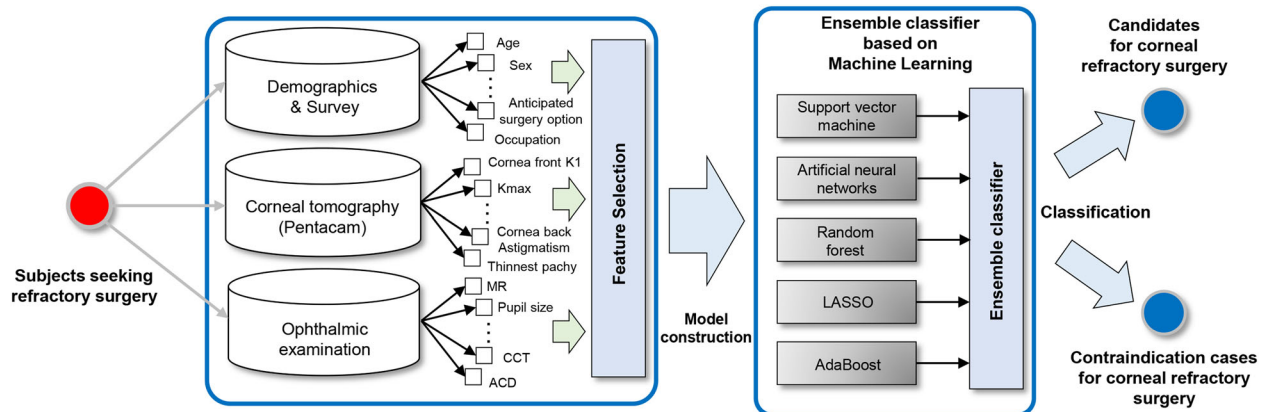 Subjects seeking
refractory surgery
Demographics
& Survey
Age
Sex
Anticipated
surgery option
Occupation
Corneal tomography
(Pentacam)
Cornea front K1
Kmax
Cornea back
Astigmatism
Thinnest pachy
Ophthalmic
examination
MR
Pupil size
CCT
ACD
Feature Selection
Model
construction
Ensemble classifier
based on
Machine Learning
Support vector
machine
Artificial neural
networks
Random
forest
LASSO
AdaBoost
Ensemble classifier
Classification
Candidates
for corneal
refractory surgery
Contraindication cases
for corneal refractory
surgery